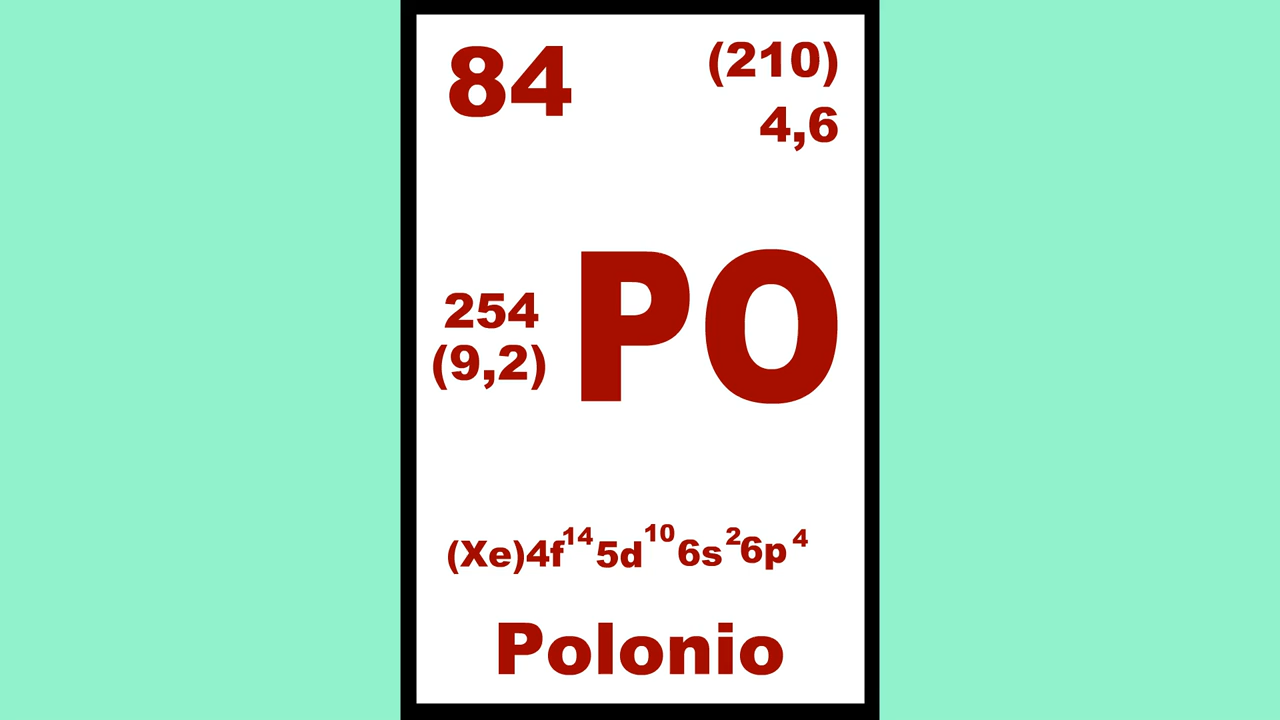 84
(210)
4,6
PO
254
(9,2)
(Xe)4f¹⁴5d¹⁰6s²6p⁴
Polonio